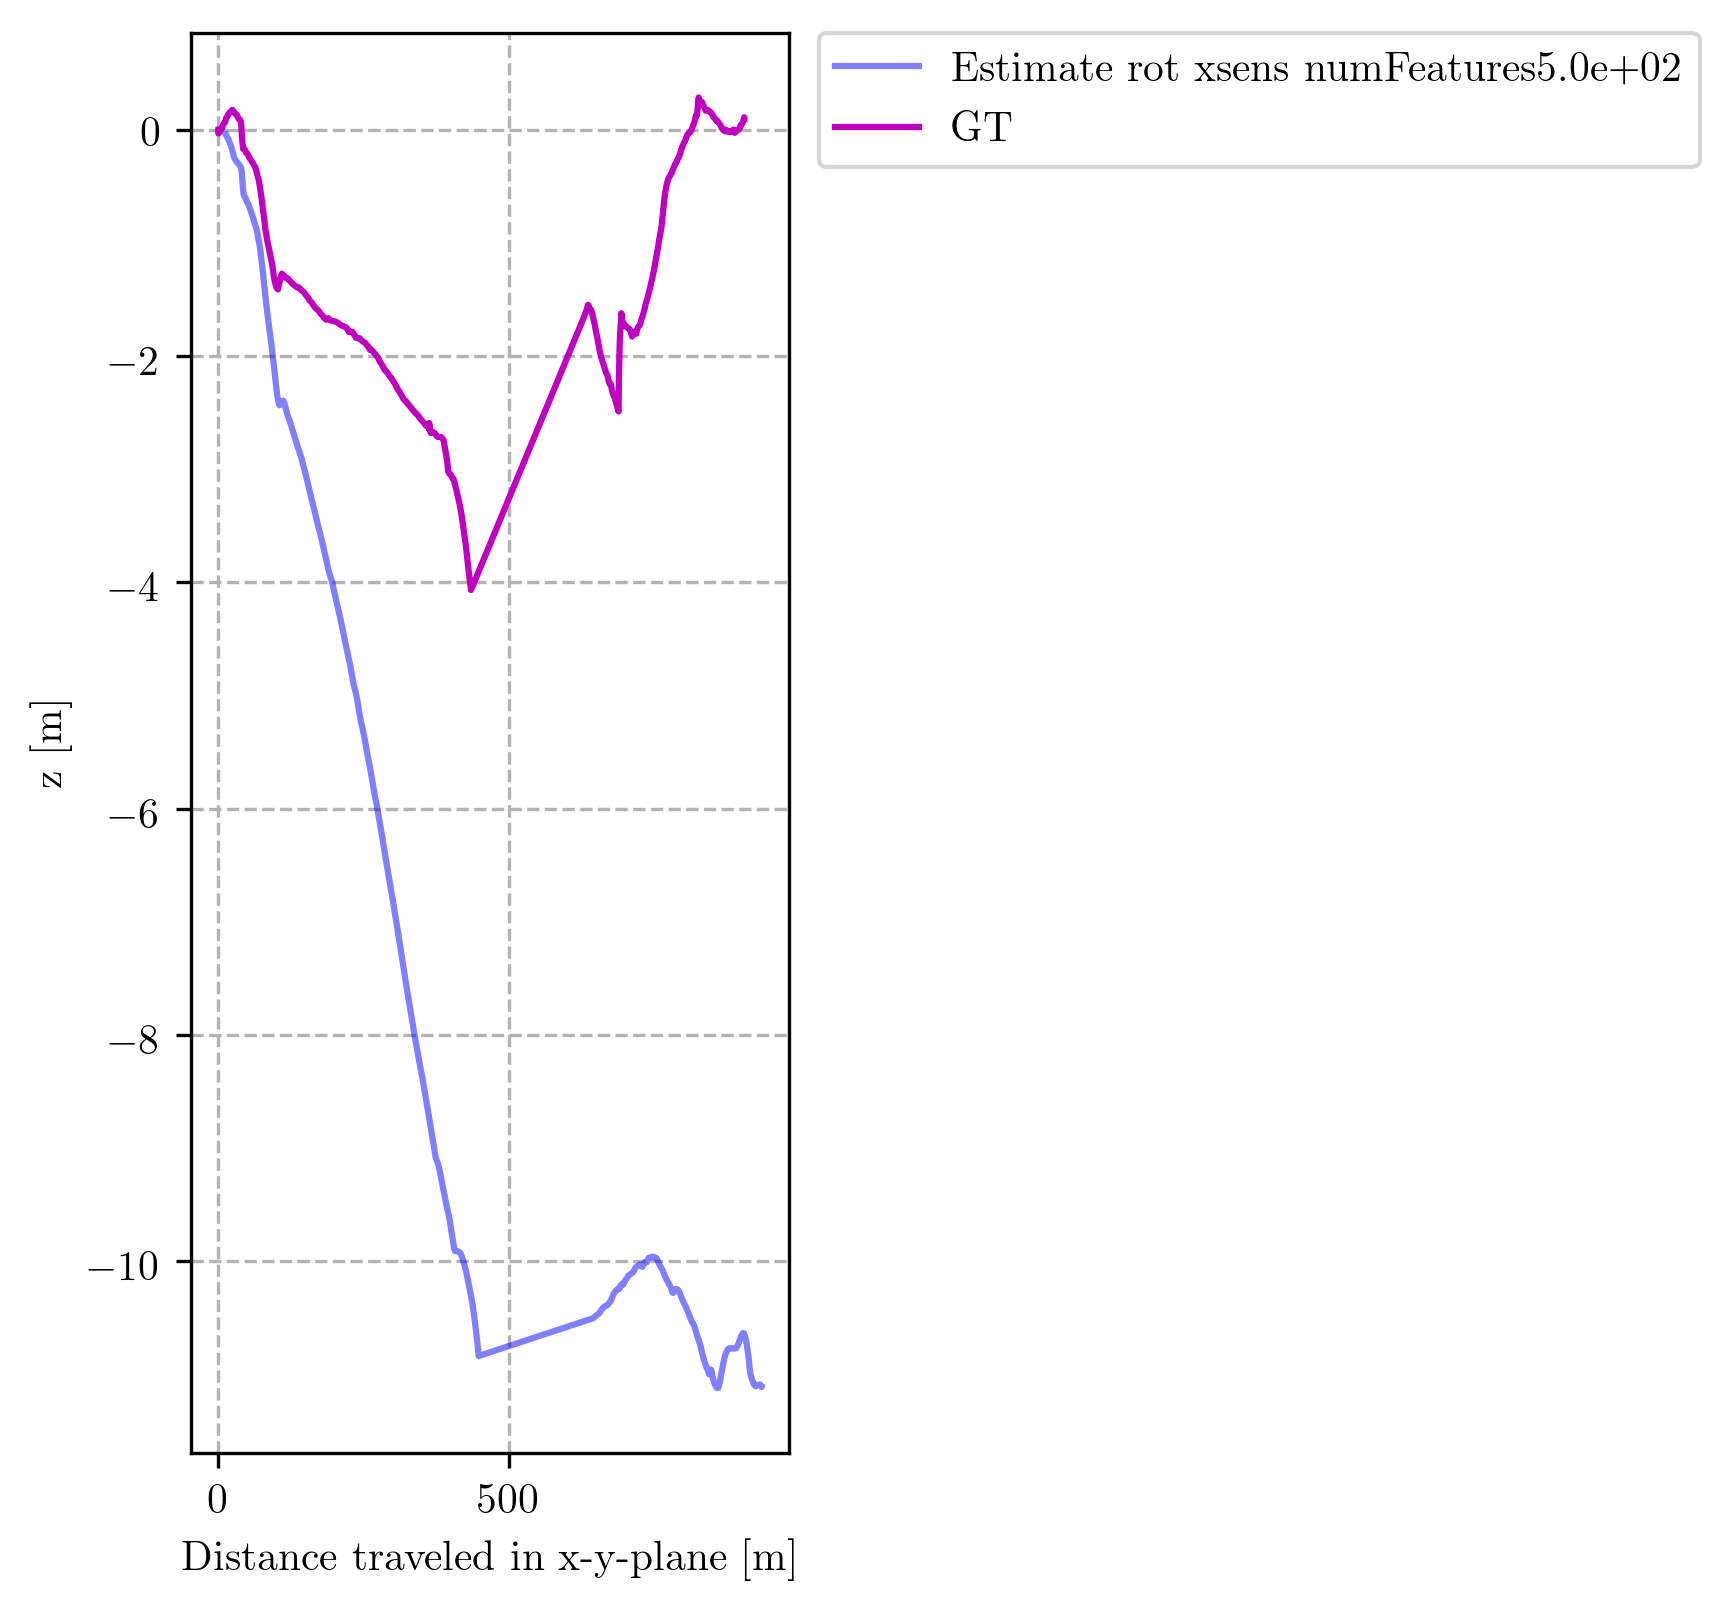 Estimate rot xsens numFeatures5.0e+02
GT
0
−2
−4
−6
−8
−10
z [m]
0 500
Distance traveled in x-y-plane [m]